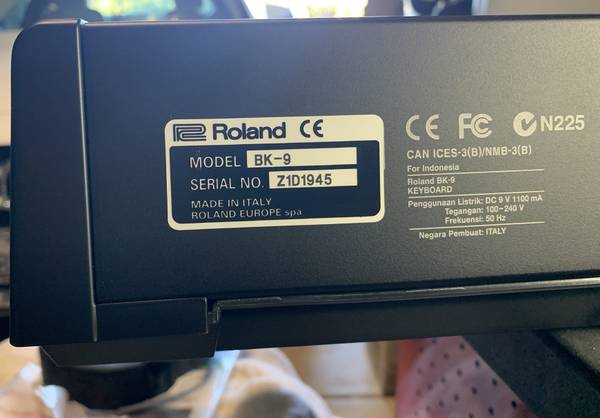 Roland CE
MODEL BK-9
SERIAL NO. Z1D1945
MADE IN ITALY
ROLAND EUROPE spa
CE FC N225
CAN ICES-3(B)/NMB-3(B)
For Indonesia
Roland BK-9
KEYBOARD
Penggunaan Listrik: DC 9 V 1100 mA
Tegangan: 100-240 V
Frekuensi: 50 Hz
Negara Pembuat: ITALY